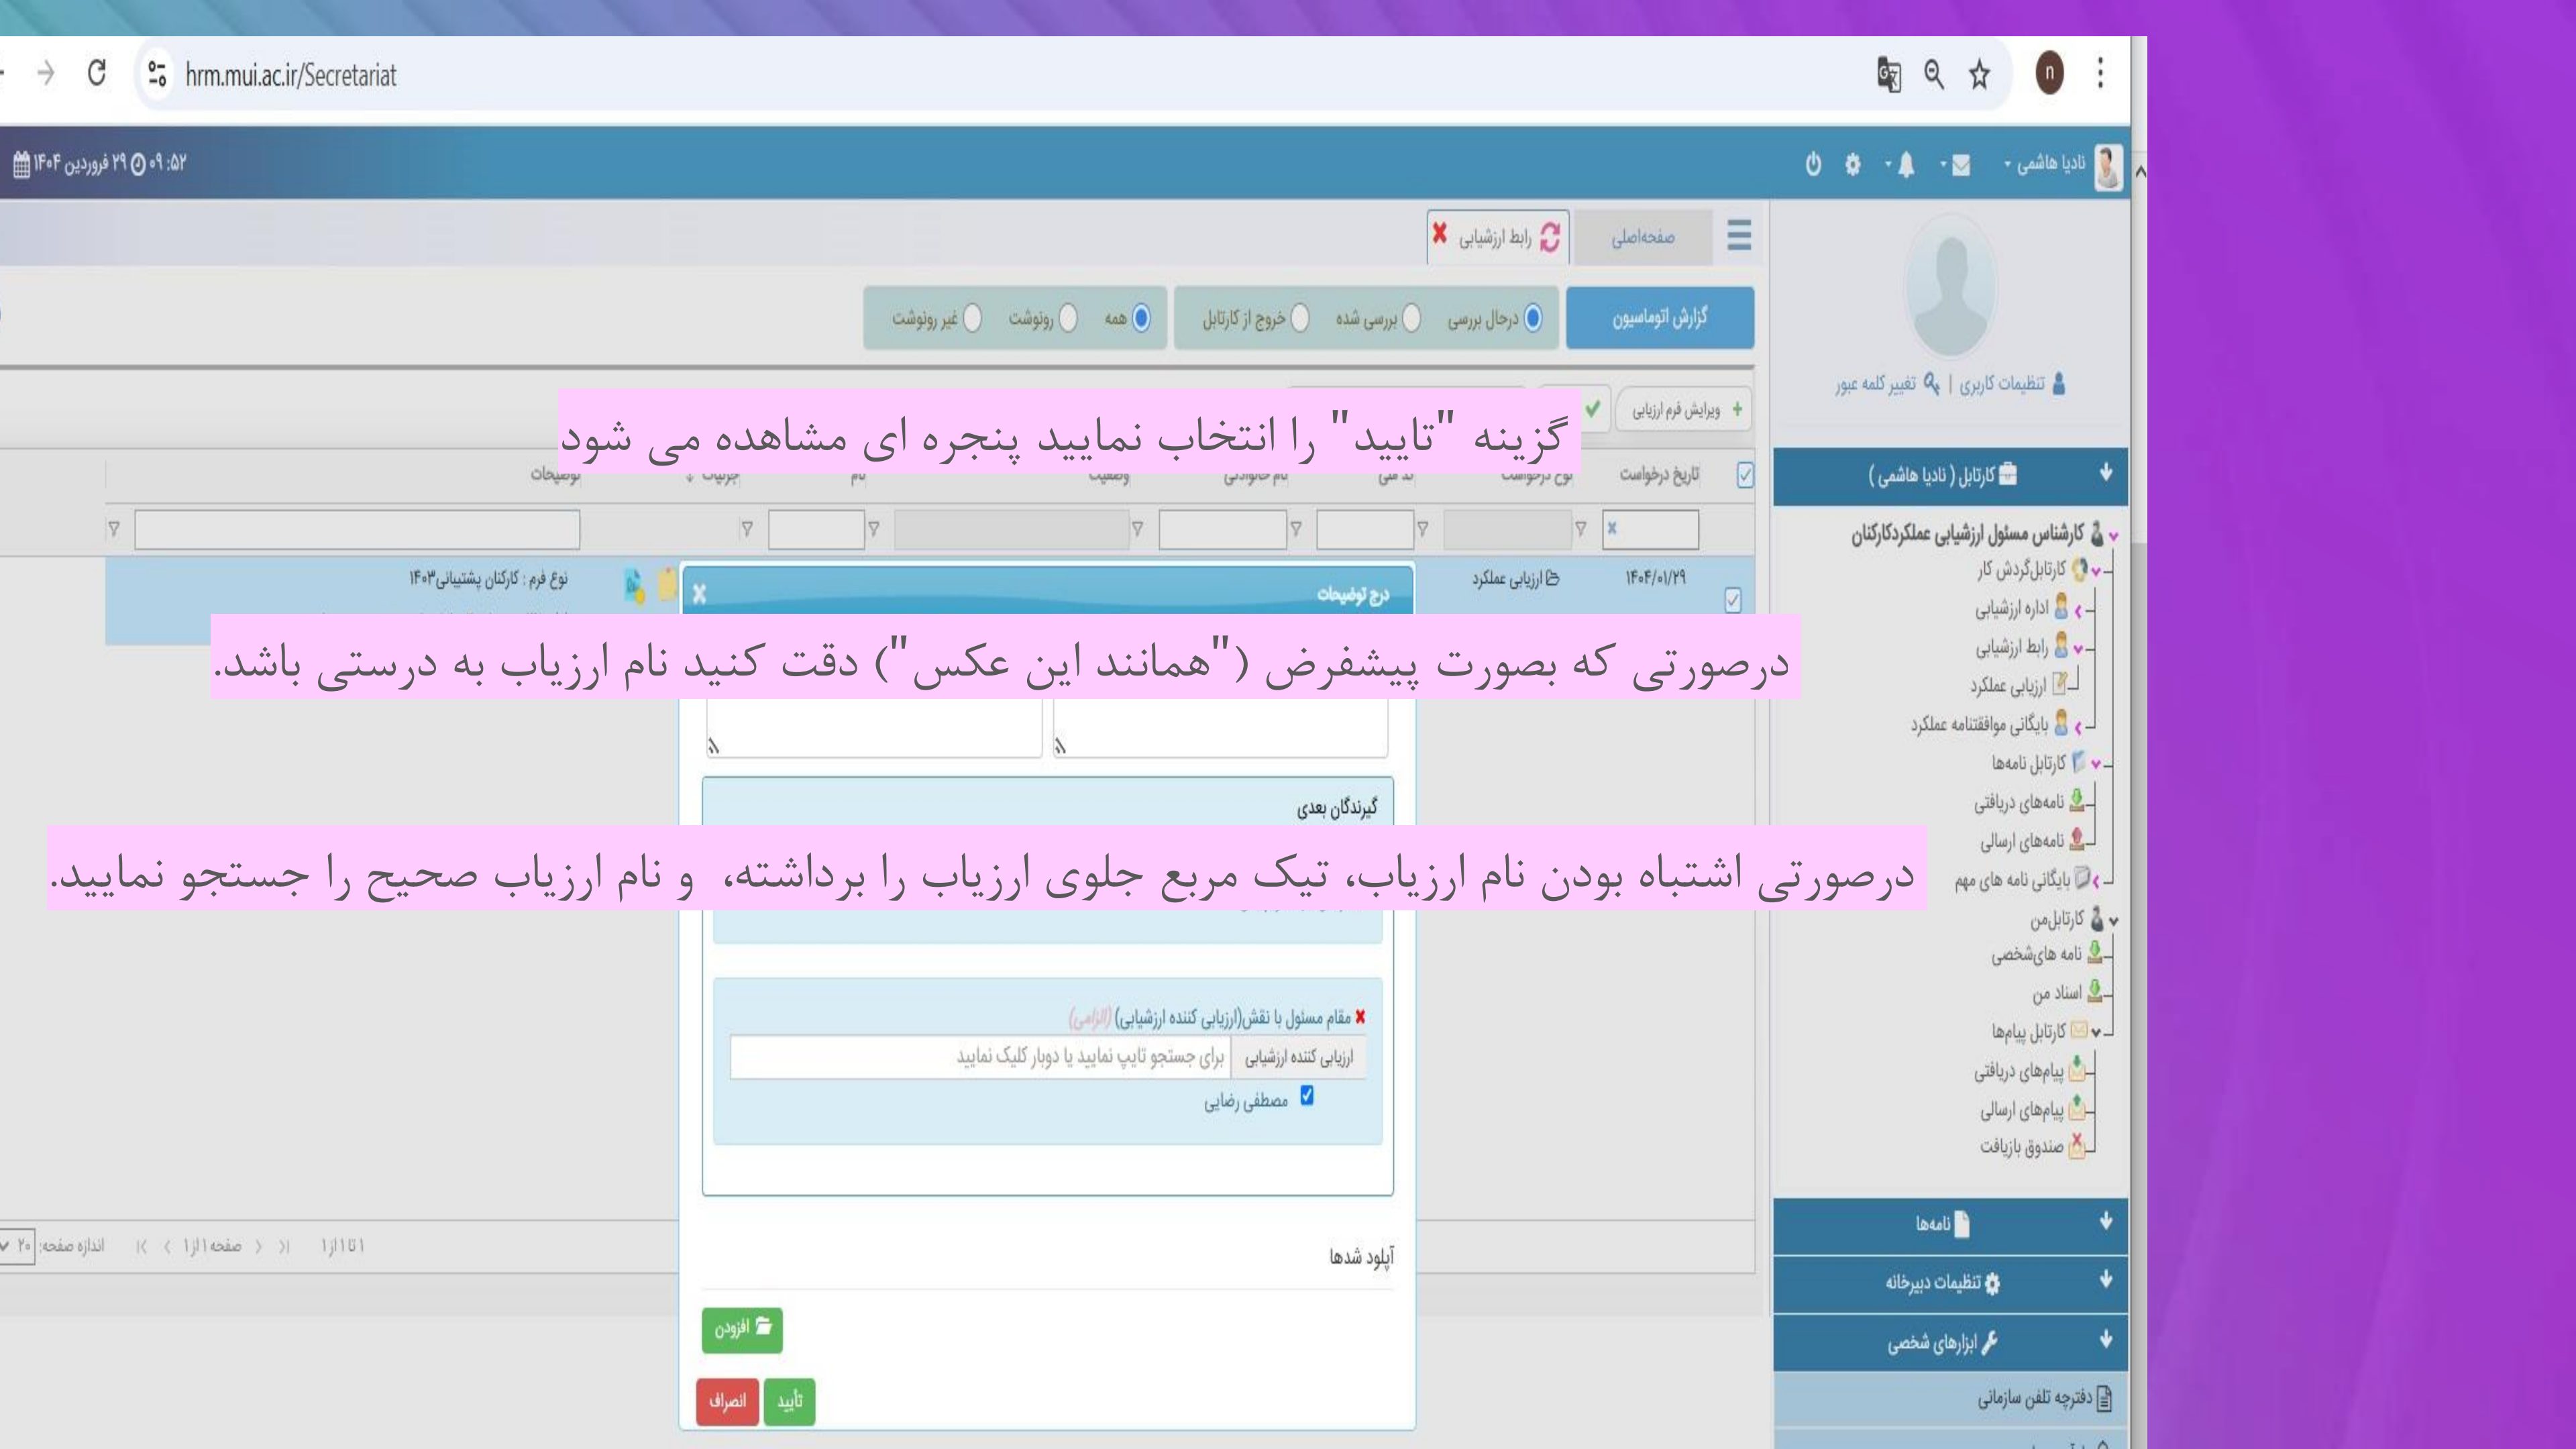 hrm.mui.ac.ir/Secretariat
n
نادیا هاشمی
۰۹:۵۲ ۲۹ فروردین ۱۴۰۴
صفحه‌اصلی
رابط ارزشیابی
گزارش اتوماسیون
درحال بررسی
بررسی شده
خروج از کارتابل
همه
رونوشت
غیر رونوشت
تنظیمات کاربری | تغییر کلمه عبور
ویرایش فرم ارزیابی
گزینه "تایید" را انتخاب نمایید پنجره ای مشاهده می شود
تاریخ درخواست
نوع درخواست
کد ملی
نام خانوادگی
وضعیت
نام
جزئیات
توضیحات
۱۴۰۴/۰۱/۲۹
ارزیابی عملکرد
نوع فرم : کارکنان پشتیبانی۱۴۰۳
درج توضیحات
درصورتی که بصورت پیشفرض ("همانند این عکس") دقت کنید نام ارزیاب به درستی باشد.
گیرندگان بعدی
درصورتی اشتباه بودن نام ارزیاب، تیک مربع جلوی ارزیاب را برداشته، و نام ارزیاب صحیح را جستجو نمایید.
مقام مسئول با نقش(ارزیابی کننده ارزشیابی) (الزامی)
ارزیابی کننده ارزشیابی
برای جستجو تایپ نمایید یا دوبار کلیک نمایید
مصطفی رضایی
آپلود شدها
افزودن
تأیید
انصراف
۱ تا ۱ از ۱
صفحه ۱ از ۱
اندازه صفحه: ۲۰
کارتابل ( نادیا هاشمی )
کارشناس مسئول ارزشیابی عملکردکارکنان
کارتابل‌گردش کار
اداره ارزشیابی
رابط ارزشیابی
ارزیابی عملکرد
بایگانی موافقتنامه عملکرد
کارتابل نامه‌ها
نامه‌های دریافتی
نامه‌های ارسالی
بایگانی نامه های مهم
کارتابل‌من
نامه های‌شخصی
اسناد من
کارتابل پیام‌ها
پیام‌های دریافتی
پیام‌های ارسالی
صندوق بازیافت
نامه‌ها
تنظیمات دبیرخانه
ابزارهای شخصی
دفترچه تلفن سازمانی